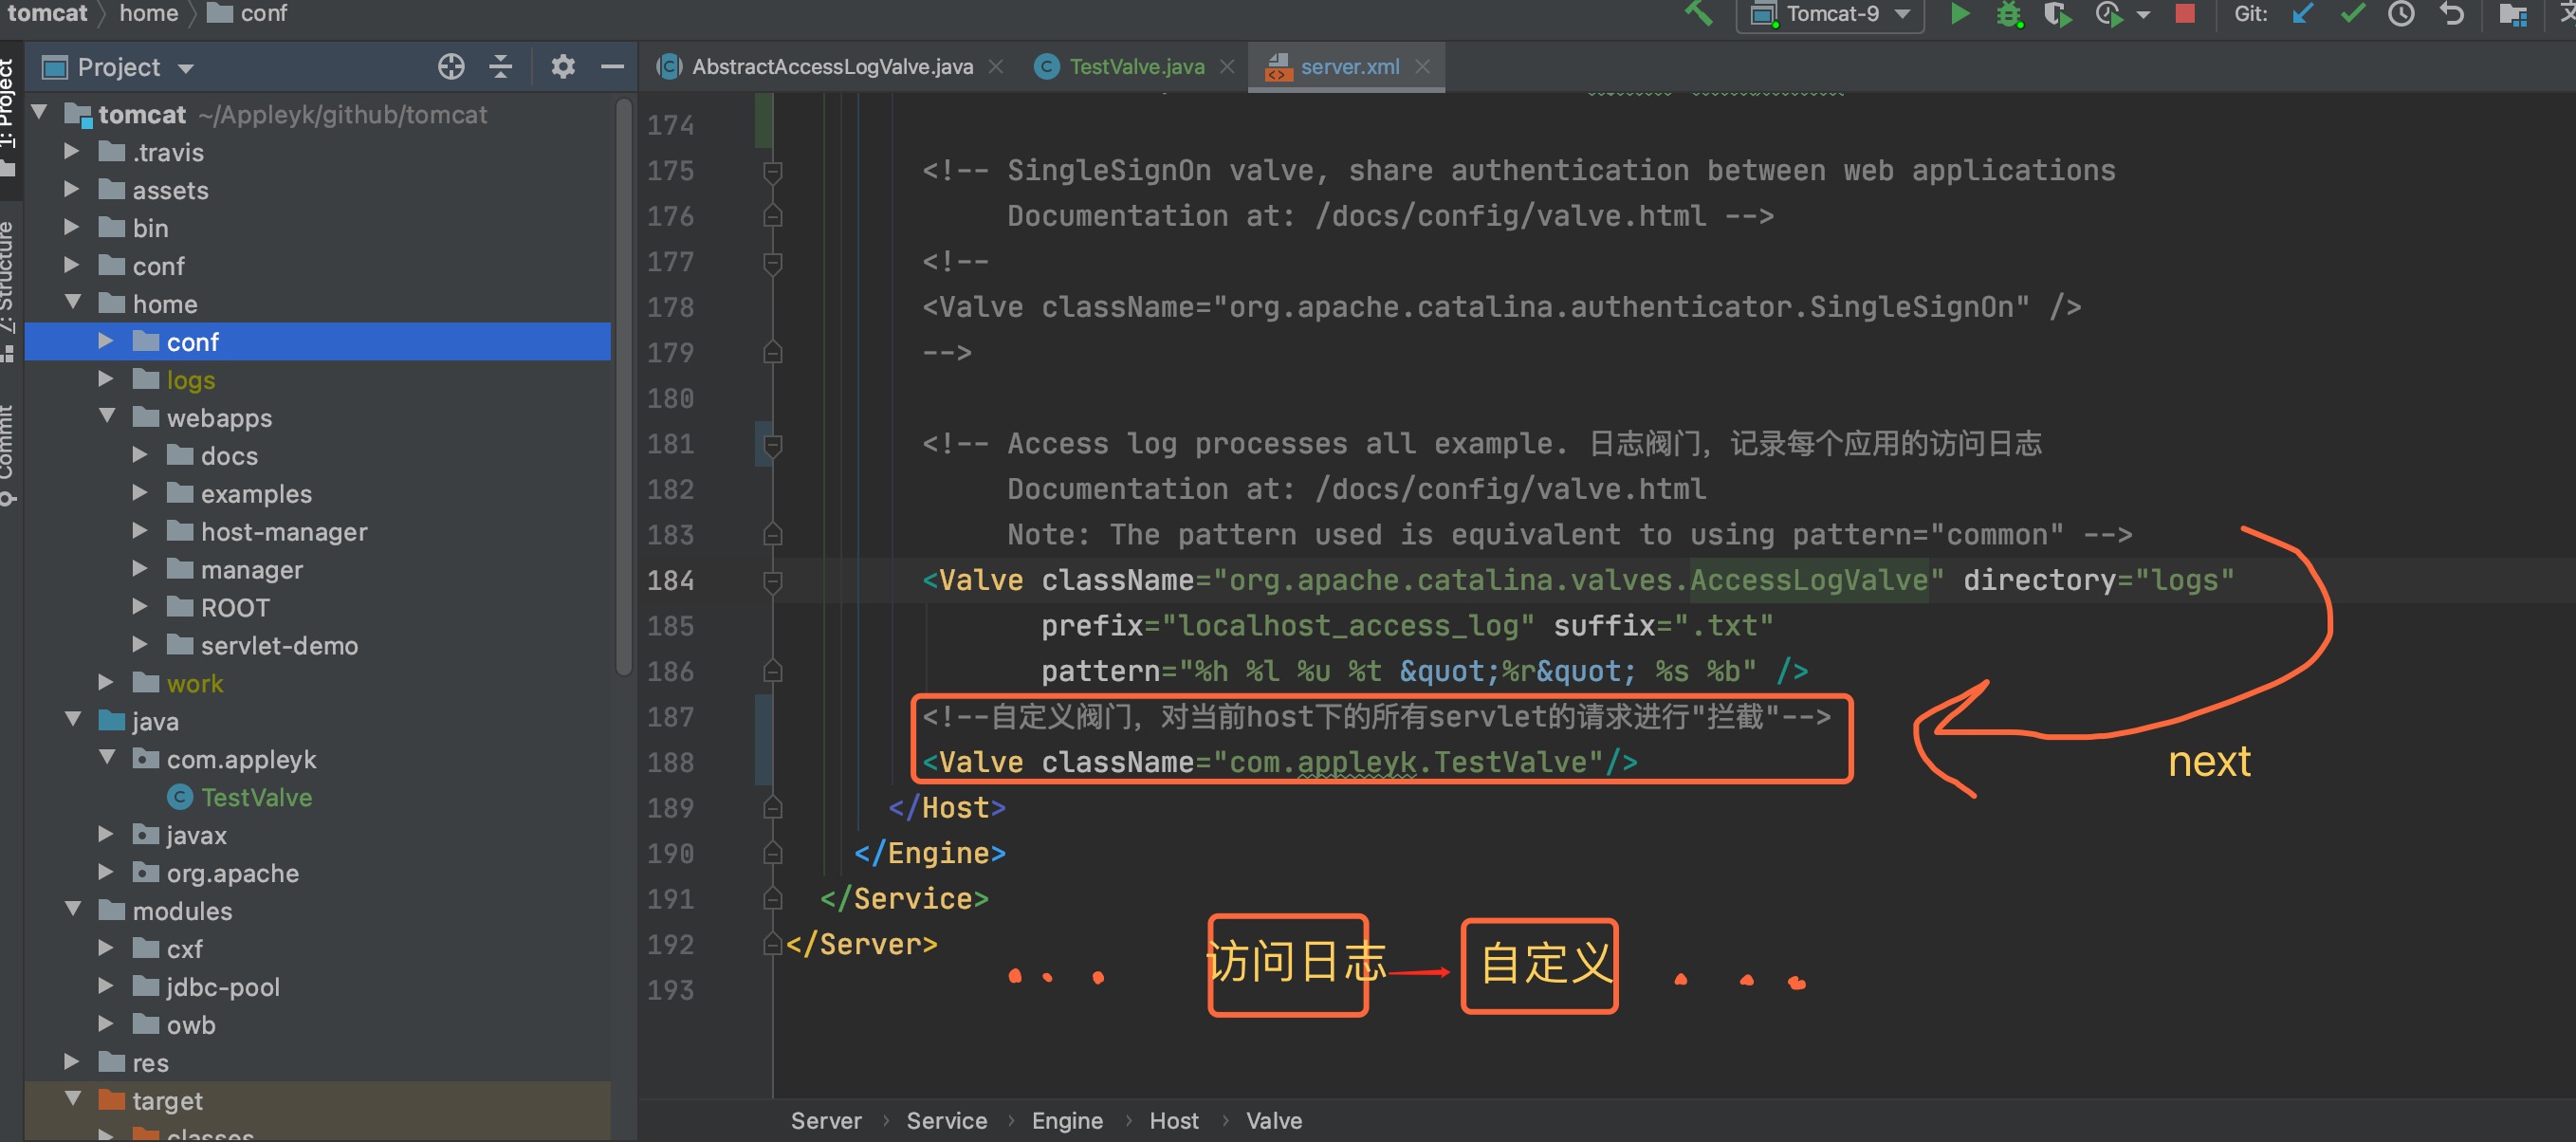 tomcat home conf
Tomcat-9
Git:
1: Project
Project
AbstractAccessLogValve.java
TestValve.java
server.xml
tomcat ~/Appleyk/github/tomcat
.travis
assets
bin
conf
home
conf
logs
webapps
docs
examples
host-manager
manager
ROOT
servlet-demo
work
java
com.appleyk
TestValve
javax
org.apache
modules
cxf
jdbc-pool
owb
res
target
classes
Z: Structure
Commit
174
175 <!-- SingleSignOn valve, share authentication between web applications
176 Documentation at: /docs/config/valve.html -->
177 <!--
178 <Valve className="org.apache.catalina.authenticator.SingleSignOn" />
179 -->
180
181 <!-- Access log processes all example. 日志阀门，记录每个应用的访问日志
182 Documentation at: /docs/config/valve.html
183 Note: The pattern used is equivalent to using pattern="common" -->
184 <Valve className="org.apache.catalina.valves.AccessLogValve" directory="logs"
185 prefix="localhost_access_log" suffix=".txt"
186 pattern="%h %l %u %t &quot;%r&quot; %s %b" />
187 <!--自定义阀门，对当前host下的所有servlet的请求进行"拦截"-->
188 <Valve className="com.appleyk.TestValve"/>
189 </Host>
190 </Engine>
191 </Service>
192 </Server>
193
next
访问日志
自定义
Server Service Engine Host Valve